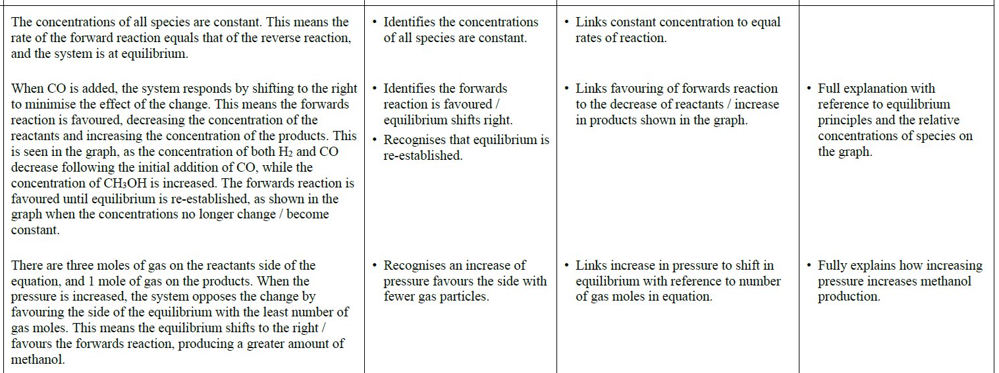 The concentrations of all species are constant. This means the
rate of the forward reaction equals that of the reverse reaction,
and the system is at equilibrium.
• Identifies the concentrations
of all species are constant.
• Links constant concentration to equal
rates of reaction.
When CO is added, the system responds by shifting to the right
to minimise the effect of the change. This means the forwards
reaction is favoured, decreasing the concentration of the
reactants and increasing the concentration of the products. This
is seen in the graph, as the concentration of both H₂ and CO
decrease following the initial addition of CO, while the
concentration of CH₃OH is increased. The forwards reaction is
favoured until equilibrium is re-established, as shown in the
graph when the concentrations no longer change / become
constant.
• Identifies the forwards
reaction is favoured /
equilibrium shifts right.
• Recognises that equilibrium is
re-established.
• Links favouring of forwards reaction
to the decrease of reactants / increase
in products shown in the graph.
• Full explanation with
reference to equilibrium
principles and the relative
concentrations of species on
the graph.
There are three moles of gas on the reactants side of the
equation, and 1 mole of gas on the products. When the
pressure is increased, the system opposes the change by
favouring the side of the equilibrium with the least number of
gas moles. This means the equilibrium shifts to the right /
favours the forwards reaction, producing a greater amount of
methanol.
• Recognises an increase of
pressure favours the side with
fewer gas particles.
• Links increase in pressure to shift in
equilibrium with reference to number
of gas moles in equation.
• Fully explains how increasing
pressure increases methanol
production.